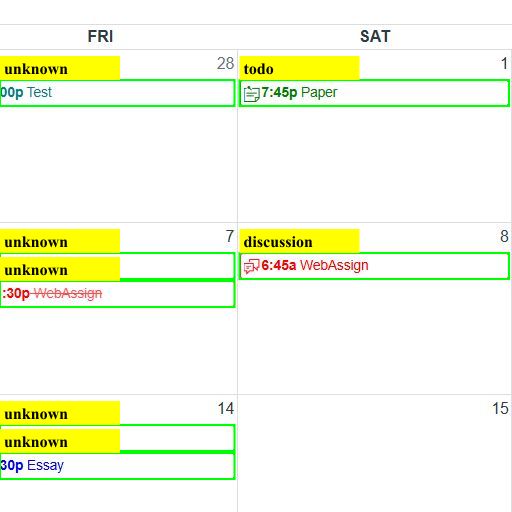 FRI SAT
unknown 28 todo 1
00p Test 7:45p Paper
unknown 7 discussion 8
unknown 6:45a WebAssign
:30p WebAssign
unknown 14 15
unknown
30p Essay